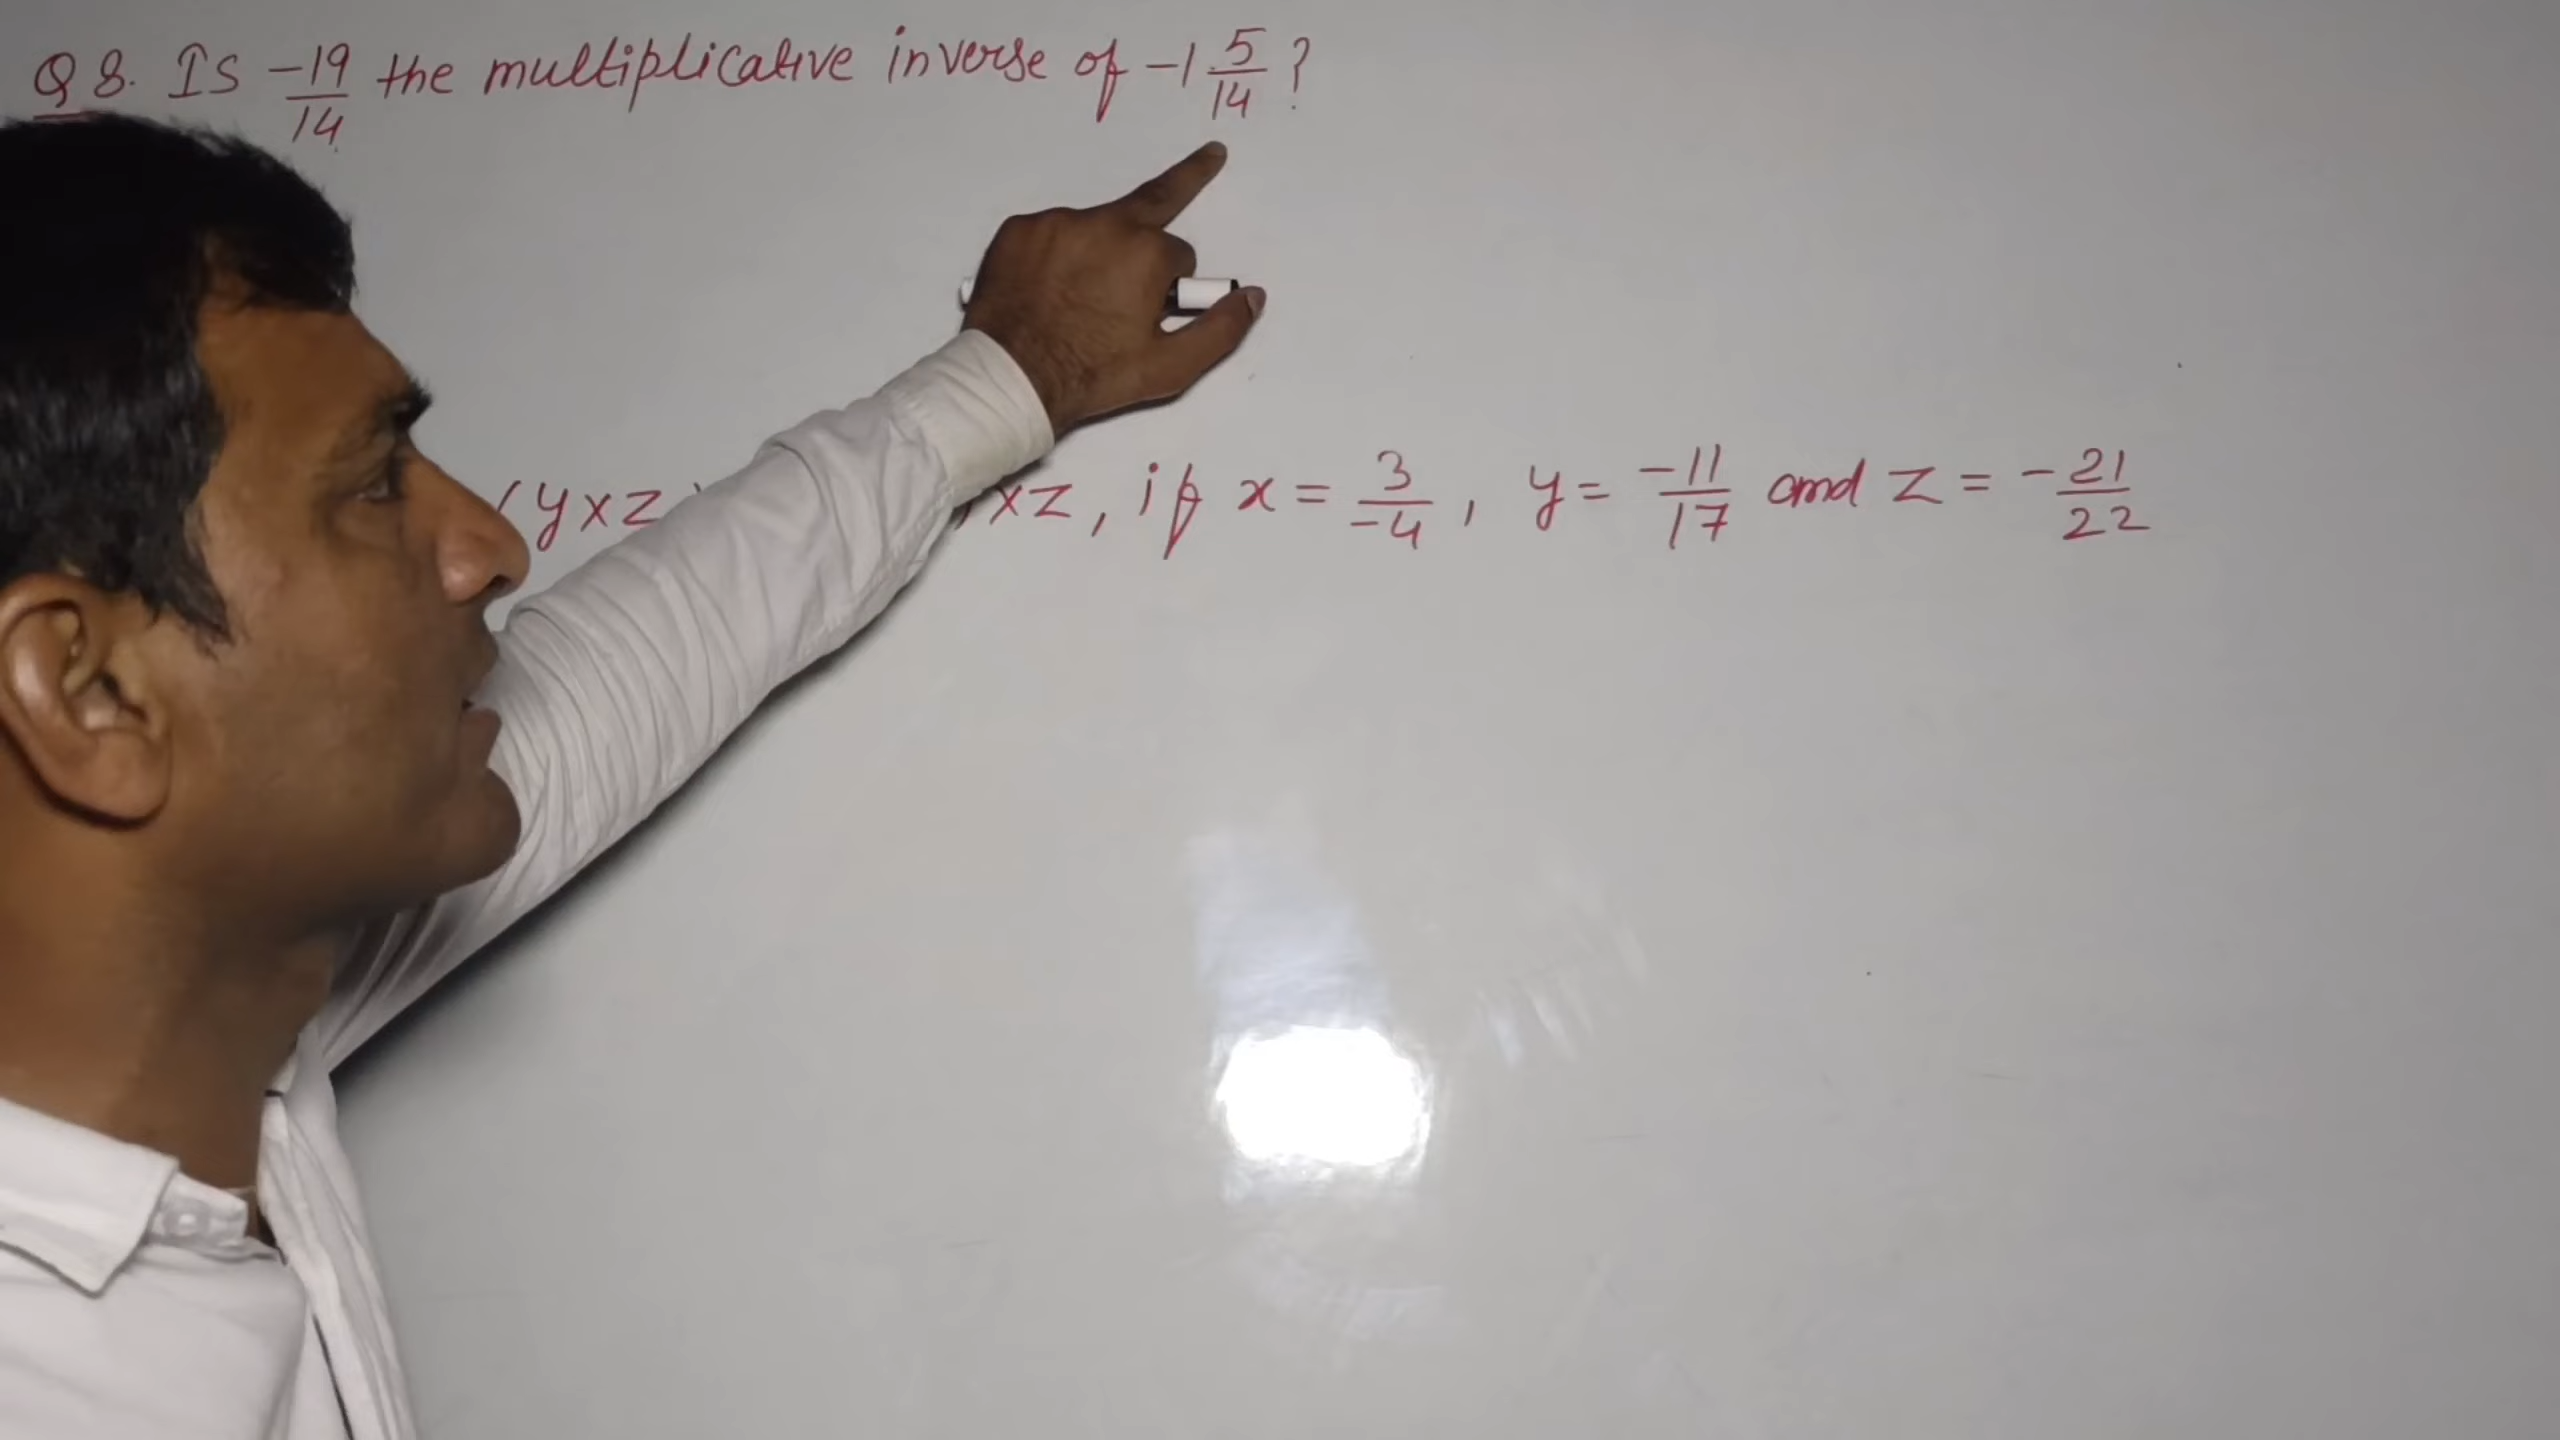 Q8. IS -19/14 the multiplicative inverse of -1 5/14 ?
(y×z) ×z, if x = 3/-4, y = -11/17 and z = -21/22